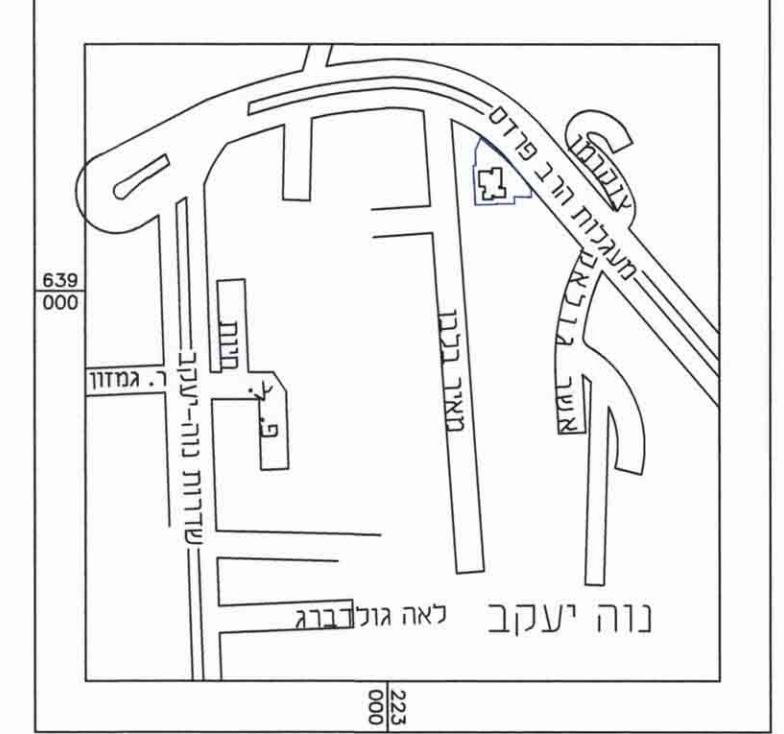 מעגלות הרב פרדס
צוקרמן
אשר גולאק
639
000
חיות
מאיר בלבן
ר. גמזון
פ.צ.
שדרות נוה-יעקב
לאה גולדברג
נוה יעקב
223
000